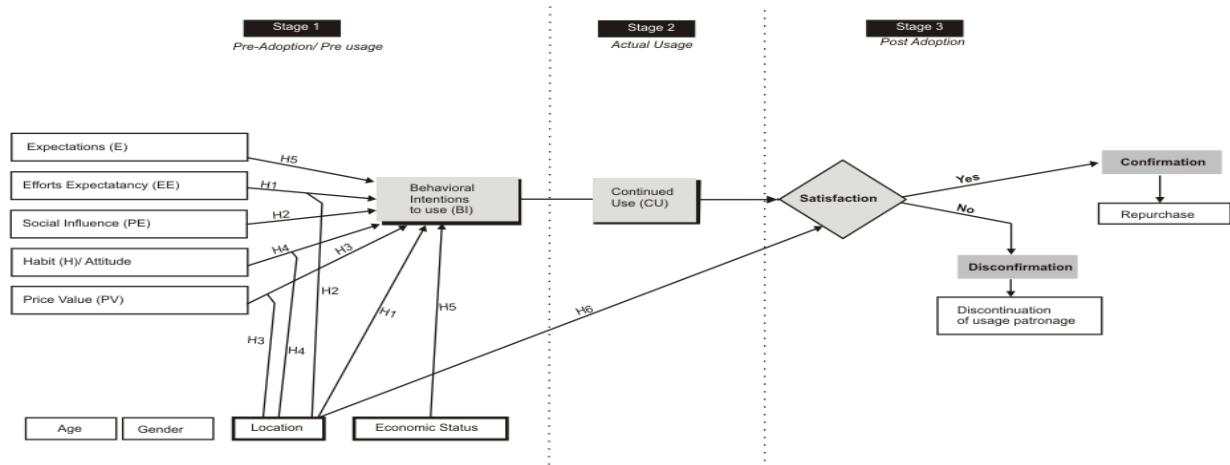 Stage 1
Pre-Adoption/ Pre usage
Stage 2
Actual Usage
Stage 3
Post Adoption
Expectations (E)
H5
Efforts Expectatancy (EE)
H1
Social Influence (PE)
H2
Habit (H)/ Attitude
H4
Price Value (PV)
H3
Behavioral
Intentions
to use (BI)
Continued
Use (CU)
Satisfaction
Yes
No
Confirmation
Repurchase
Disconfirmation
Discontinuation
of usage patronage
H3
H4
H2
H1
H5
H6
Age
Gender
Location
Economic Status